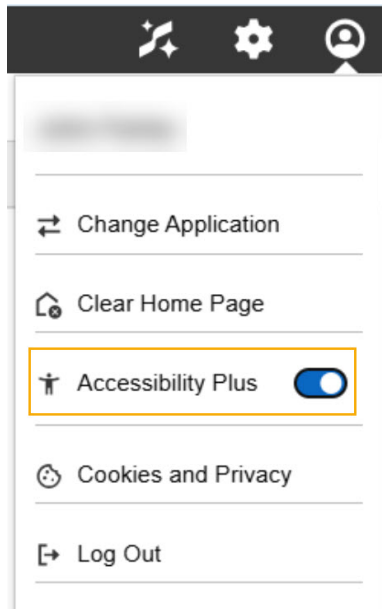 Change Application
Clear Home Page
Accessibility Plus
Cookies and Privacy
Log Out